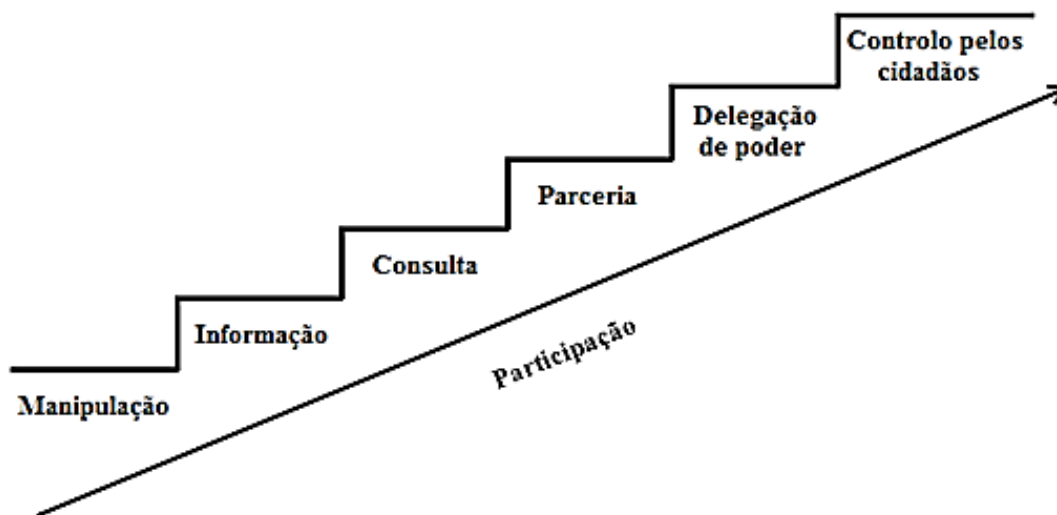 Controlo pelos
cidadãos
Delegação
de poder
Parceria
Consulta
Informação
Participação
Manipulação